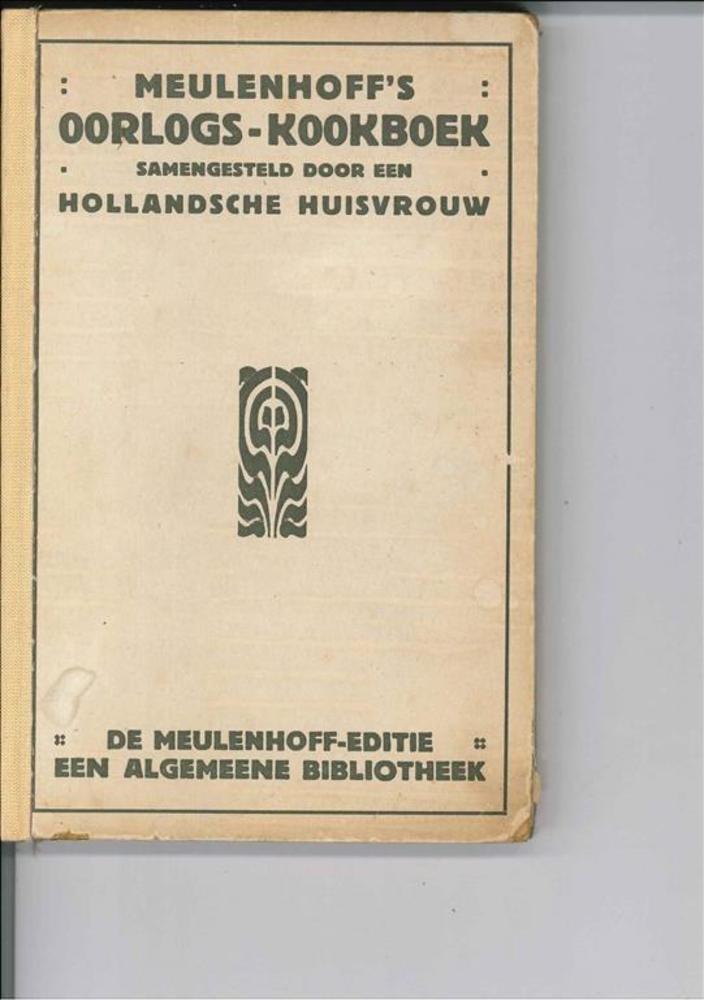 : MEULENHOFF'S :
OORLOGS-KOOKBOEK
· SAMENGESTELD DOOR EEN ·
HOLLANDSCHE HUISVROUW
DE MEULENHOFF-EDITIE
EEN ALGEMEENE BIBLIOTHEEK